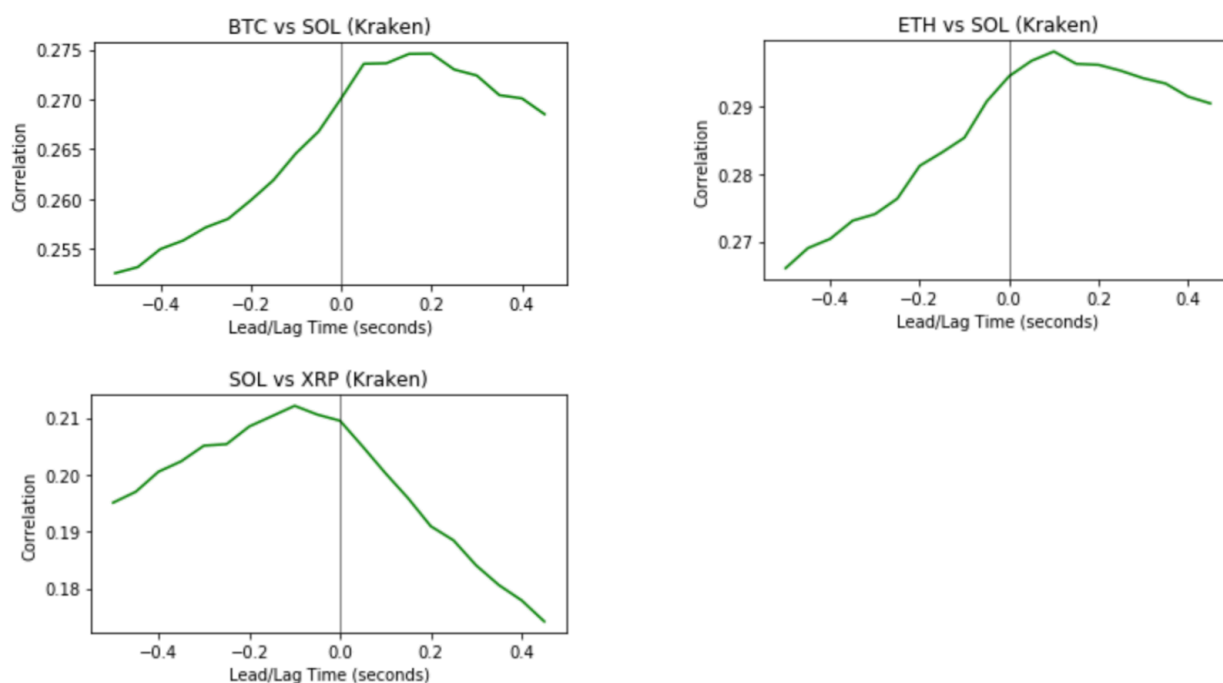 BTC vs SOL (Kraken)
0.275
0.270
0.265
0.260
0.255
Correlation
−0.4 −0.2 0.0 0.2 0.4
Lead/Lag Time (seconds)
ETH vs SOL (Kraken)
0.29
0.28
0.27
Correlation
−0.4 −0.2 0.0 0.2 0.4
Lead/Lag Time (seconds)
SOL vs XRP (Kraken)
0.21
0.20
0.19
0.18
Correlation
−0.4 −0.2 0.0 0.2 0.4
Lead/Lag Time (seconds)